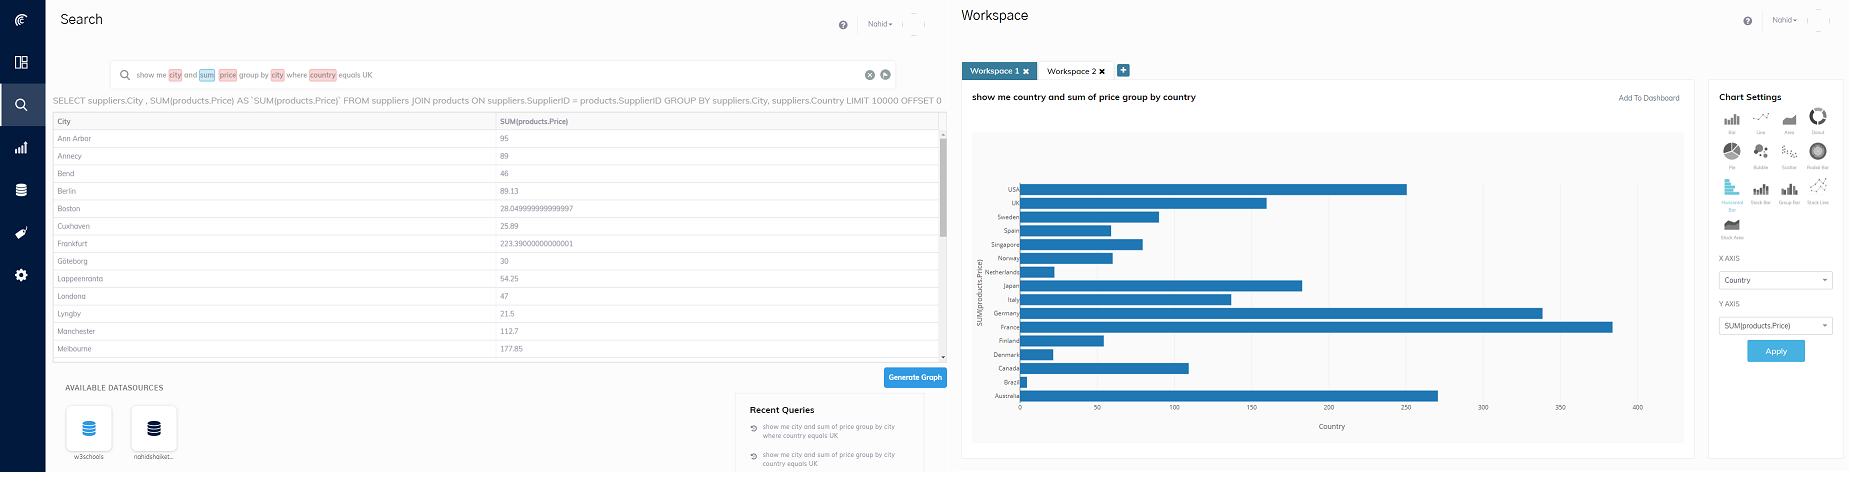 Search
Nahid
show me city and sum price group by city where country equals UK
SELECT suppliers.City , SUM(products.Price) AS `SUM(products.Price)` FROM suppliers JOIN products ON suppliers.SupplierID = products.SupplierID GROUP BY suppliers.City, suppliers.Country LIMIT 10000 OFFSET 0
City SUM(products.Price)
Ann Arbor 95
Annecy 89
Bend 46
Berlin 89.13
Boston 28.049999999999997
Cuxhaven 25.89
Frankfurt 223.39000000000001
Göteborg 30
Lappeenranta 54.25
Londona 47
Lyngby 21.5
Manchester 112.7
Melbourne 177.85
Generate Graph
AVAILABLE DATASOURCES
w3schools
nahidshaiket...
Recent Queries
show me city and sum of price group by city
where country equals UK
show me city and sum of price group by city
country equals UK
Workspace
Nahid
Workspace 1 Workspace 2
show me country and sum of price group by country
Add To Dashboard
SUM(products.Price)
USA
UK
Sweden
Spain
Singapore
Norway
Netherlands
Japan
Italy
Germany
France
Finland
Denmark
Canada
Brazil
Australia
0 50 100 150 200 250 300 350 400
Country
Chart Settings
Bar Line Area Donut
Pie Bubble Scatter Radial Bar
Horizontal
Bar
Stack Bar Group Bar Stack Line
Stack Area
X AXIS
Country
Y AXIS
SUM(products.Price)
Apply